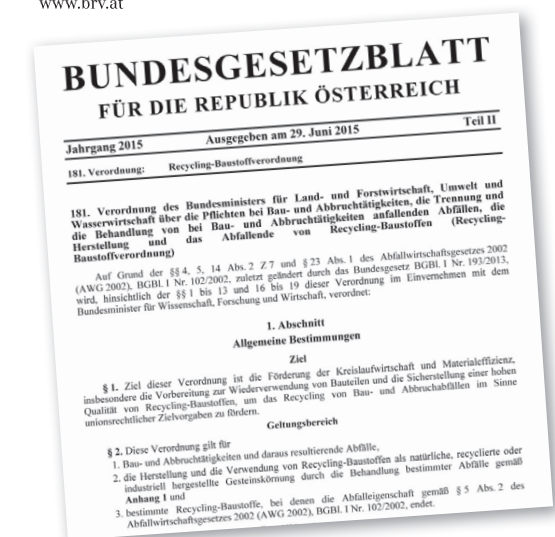 www.brv.at
BUNDESGESETZBLATT
FÜR DIE REPUBLIK ÖSTERREICH
Jahrgang 2015 Ausgegeben am 29. Juni 2015 Teil II
181. Verordnung: Recycling-Baustoffverordnung
181. Verordnung des Bundesministers für Land- und Forstwirtschaft, Umwelt und
Wasserwirtschaft über die Pflichten bei Bau- und Abbruchtätigkeiten, die Trennung und
die Behandlung von bei Bau- und Abbruchtätigkeiten anfallenden Abfällen, die
Herstellung und das Abfallende von Recycling-Baustoffen (Recycling-
Baustoffverordnung)
Auf Grund der §§ 4, 5, 14 Abs. 2 Z 7 und § 23 Abs. 1 des Abfallwirtschaftsgesetzes 2002
(AWG 2002), BGBl. I Nr. 102/2002, zuletzt geändert durch das Bundesgesetz BGBl. I Nr. 193/2013,
wird, hinsichtlich der §§ 1 bis 13 und 16 bis 19 dieser Verordnung im Einvernehmen mit dem
Bundesminister für Wissenschaft, Forschung und Wirtschaft, verordnet:
1. Abschnitt
Allgemeine Bestimmungen
Ziel
§ 1. Ziel dieser Verordnung ist die Förderung der Kreislaufwirtschaft und Materialeffizienz,
insbesondere die Vorbereitung zur Wiederverwendung von Bauteilen und die Sicherstellung einer hohen
Qualität von Recycling-Baustoffen, um das Recycling von Bau- und Abbruchabfällen im Sinne
unionsrechtlicher Zielvorgaben zu fördern.
Geltungsbereich
§ 2. Diese Verordnung gilt für
1. Bau- und Abbruchtätigkeiten und daraus resultierende Abfälle,
2. die Herstellung und die Verwendung von Recycling-Baustoffen als natürliche, recyclierte oder
industriell hergestellte Gesteinskörnung durch die Behandlung bestimmter Abfälle gemäß
Anhang 1 und
3. bestimmte Recycling-Baustoffe, bei denen die Abfalleigenschaft gemäß § 5 Abs. 2 des
Abfallwirtschaftsgesetzes 2002 (AWG 2002), BGBl. I Nr. 102/2002, endet.